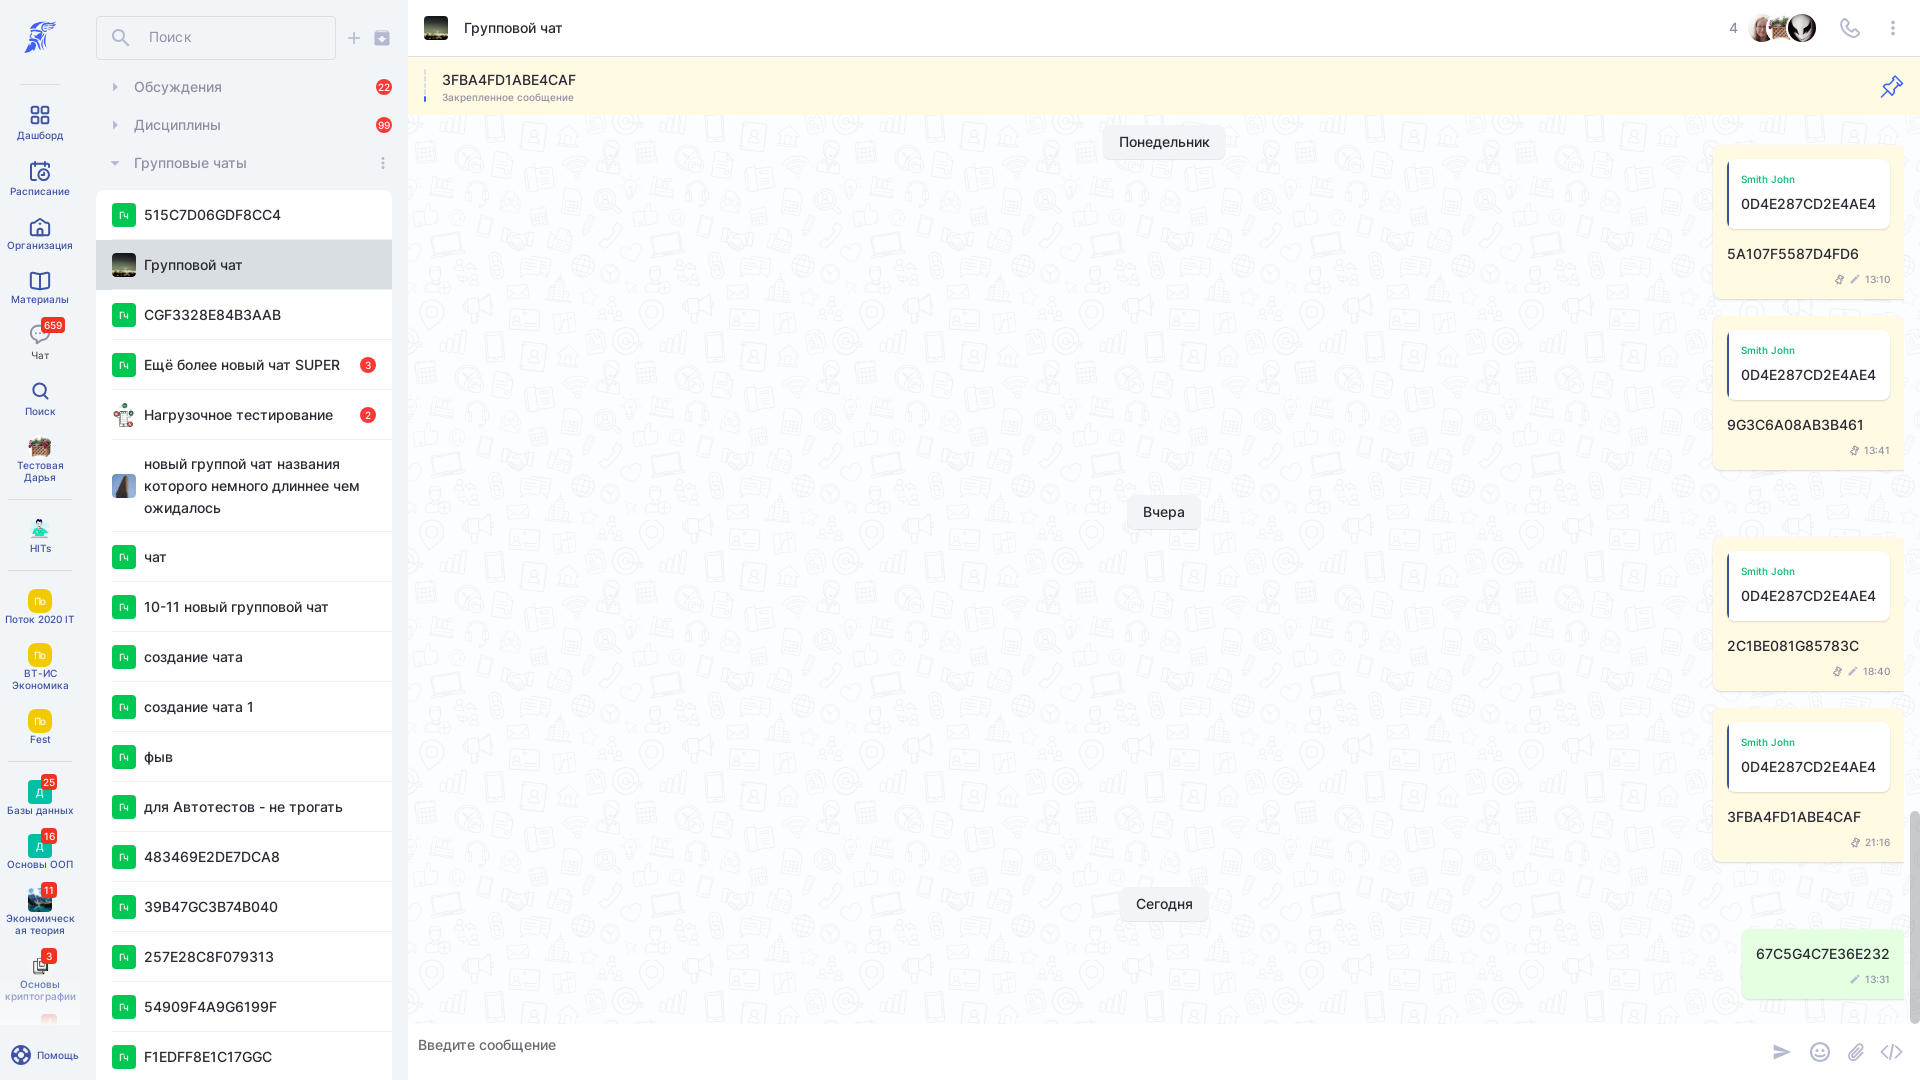 Дашборд
Расписание
Организация
Материалы
659
Чат
Поиск
Тестовая
Дарья
HITs
По
Поток 2020 IT
По
ВТ-ИС
Экономика
По
Fest
25
Д
Базы данных
16
Д
Основы ООП
11
Экономическ
ая теория
3
Основы
криптографии
Помощь
Поиск
Обсуждения
22
Дисциплины
99
Групповые чаты
Гч
515C7D06GDF8CC4
Групповой чат
Гч
CGF3328E84B3AAB
Гч
Ещё более новый чат SUPER
3
Нагрузочное тестирование
2
новый группой чат названия
которого немного длиннее чем
ожидалось
Гч
чат
Гч
10-11 новый групповой чат
Гч
создание чата
Гч
создание чата 1
Гч
фыв
Гч
для Автотестов - не трогать
Гч
483469E2DE7DCA8
Гч
39B47GC3B74B040
Гч
257E28C8F079313
Гч
54909F4A9G6199F
Гч
F1EDFF8E1C17GGC
Групповой чат
4
3FBA4FD1ABE4CAF
Закрепленное сообщение
Понедельник
Smith John
0D4E287CD2E4AE4
5A107F5587D4FD6
13:10
Smith John
0D4E287CD2E4AE4
9G3C6A08AB3B461
13:41
Вчера
Smith John
0D4E287CD2E4AE4
2C1BE081G85783C
18:40
Smith John
0D4E287CD2E4AE4
3FBA4FD1ABE4CAF
21:16
Сегодня
67C5G4C7E36E232
13:31
Введите сообщение